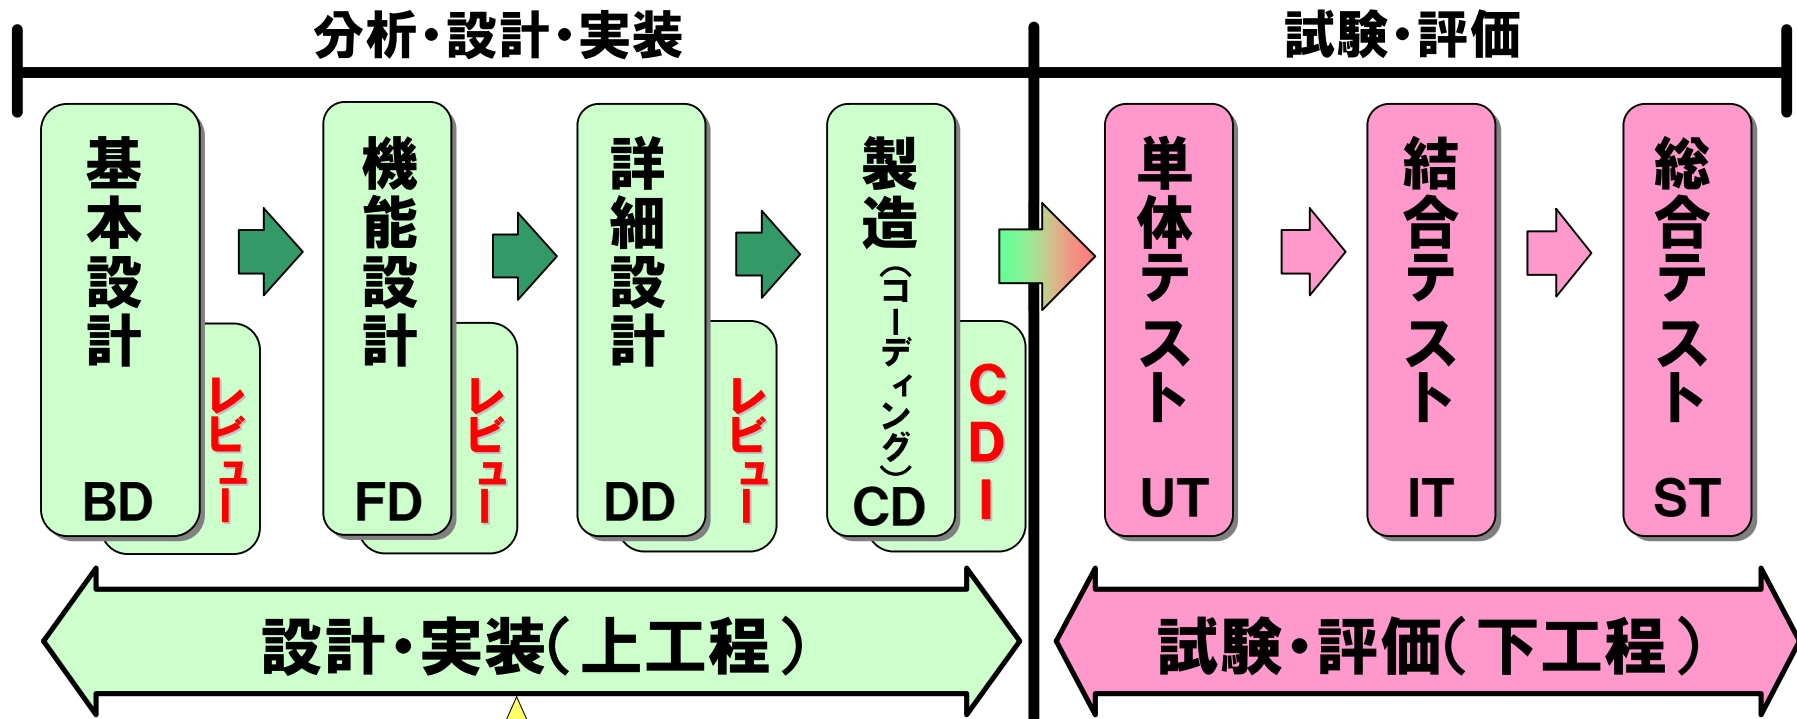 分析・設計・実装
試験・評価
基本設計
BD
レビュー
機能設計
FD
レビュー
詳細設計
DD
レビュー
製造（コーディング）
CD
CDI
単体テスト
UT
結合テスト
IT
総合テスト
ST
設計・実装（上工程）
試験・評価（下工程）